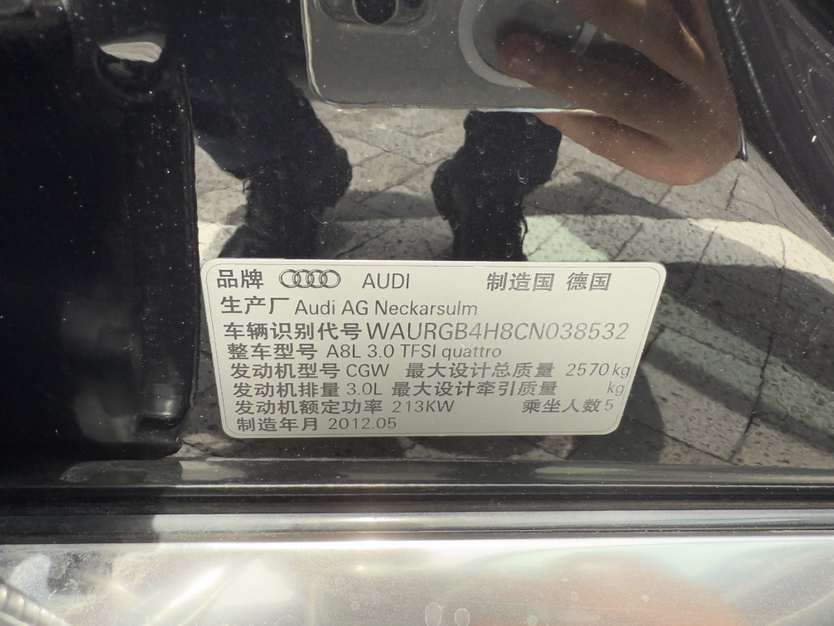 品牌 AUDI 制造国 德国
生产厂 Audi AG Neckarsulm
车辆识别代号 WAURGB4H8CN038532
整车型号 A8L 3.0 TFSI quattro
发动机型号 CGW 最大设计总质量 2570 kg
发动机排量 3.0L 最大设计牵引质量 kg
发动机额定功率 213KW 乘坐人数 5
制造年月 2012.05